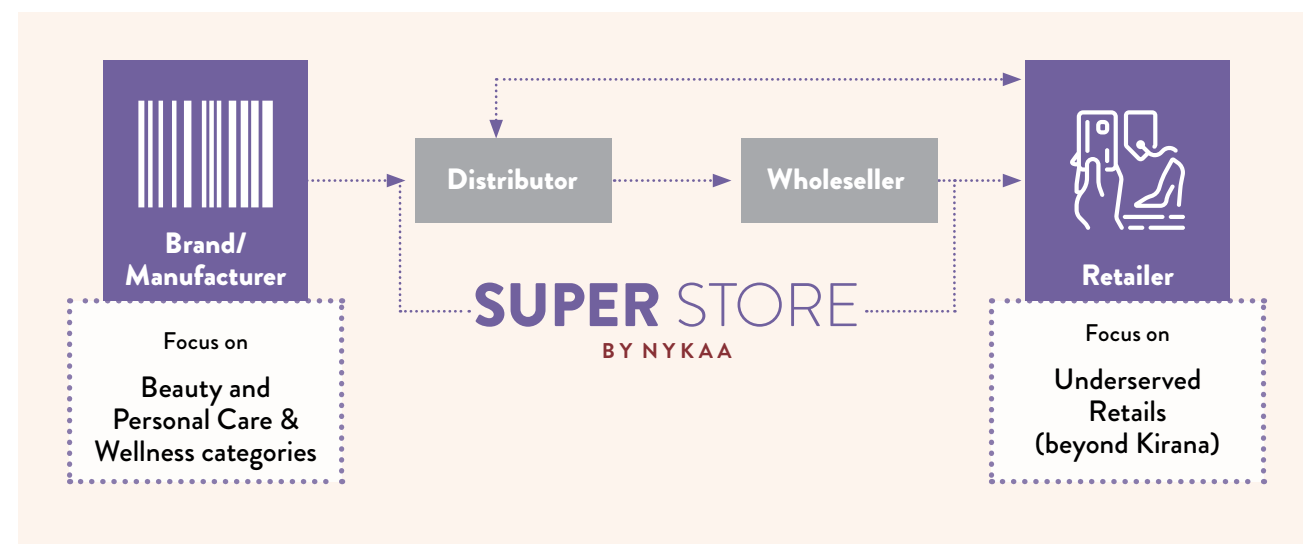 Brand/
Manufacturer
Focus on
Beauty and
Personal Care &
Wellness categories
Distributor
Wholeseller
SUPER STORE
BY NYKAA
Retailer
Focus on
Underserved
Retails
(beyond Kirana)